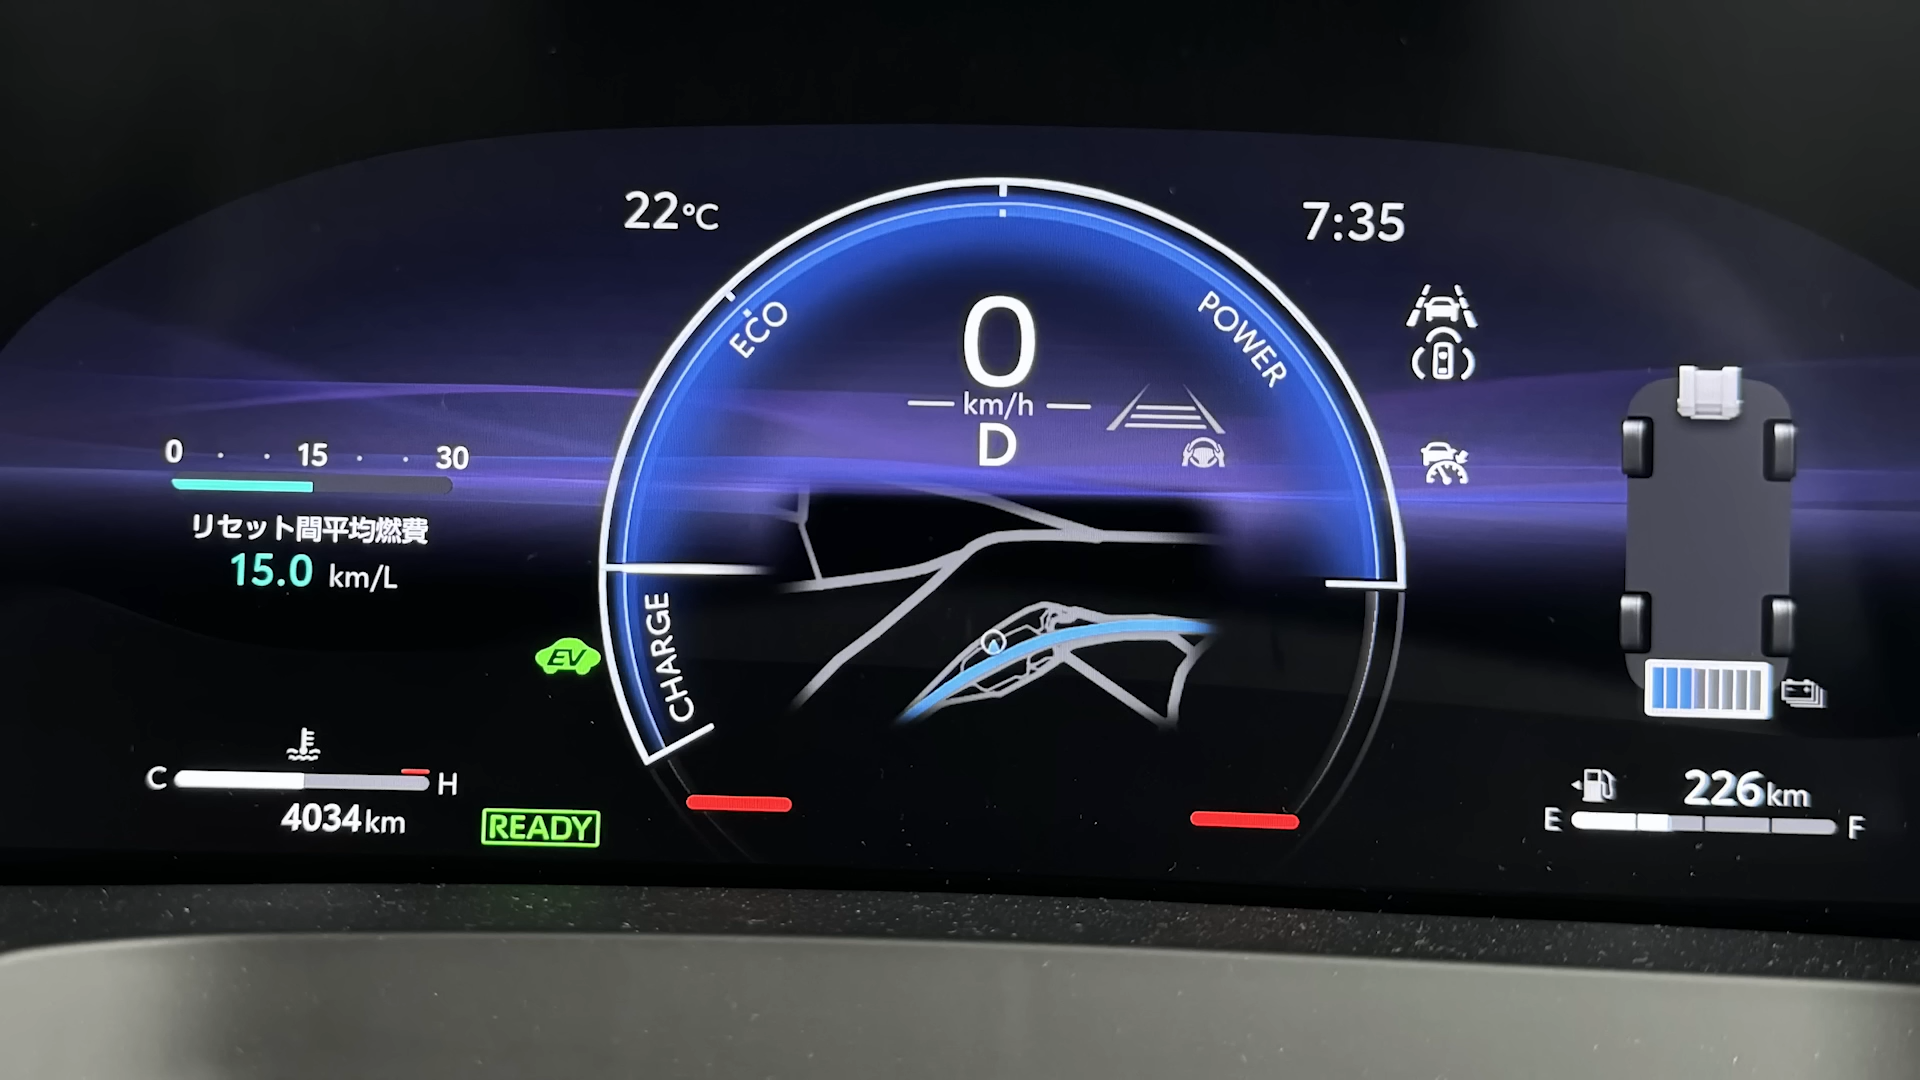 22°C
7:35
ECO
POWER
0
km/h
D
0 15 30
リセット間平均燃費
15.0 km/L
EV
CHARGE
C H
4034km
READY
226km
E F